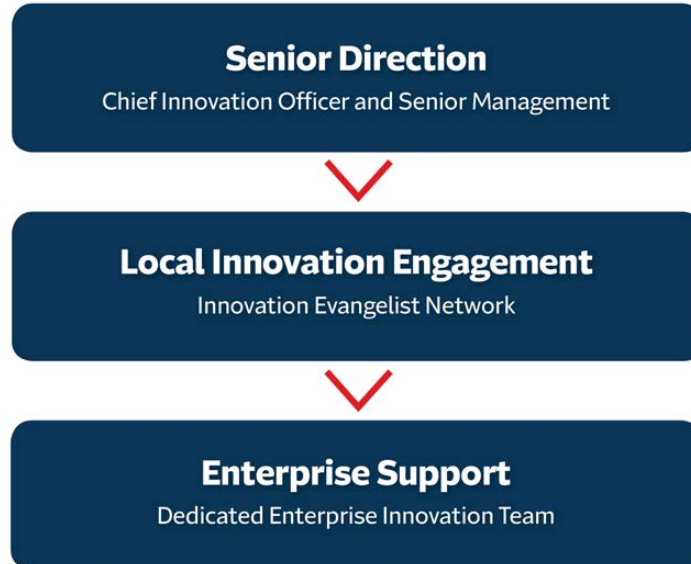 Senior Direction
Chief Innovation Officer and Senior Management
Local Innovation Engagement
Innovation Evangelist Network
Enterprise Support
Dedicated Enterprise Innovation Team